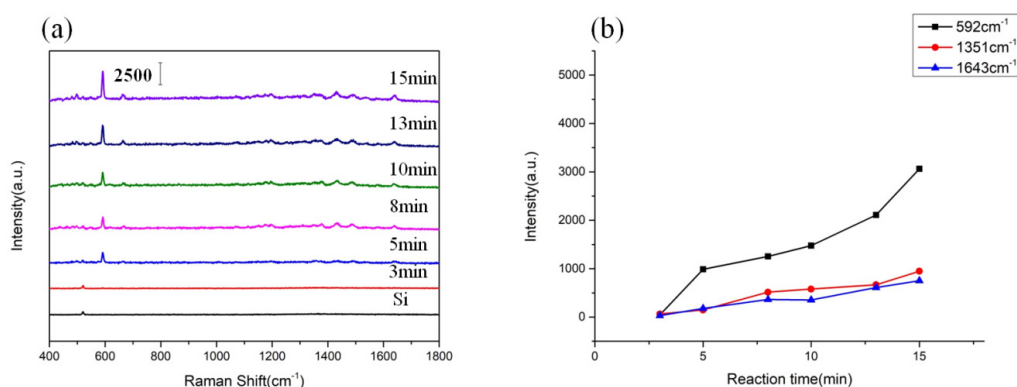 (a)
2500
15min
13min
10min
8min
5min
3min
Si
Intensity(a.u.)
400 600 800 1000 1200 1400 1600 1800
Raman Shift(cm⁻¹)
(b)
592cm⁻¹
1351cm⁻¹
1643cm⁻¹
5000
4000
3000
2000
1000
0
Intensity(a.u.)
0 5 10 15
Reaction time(min)